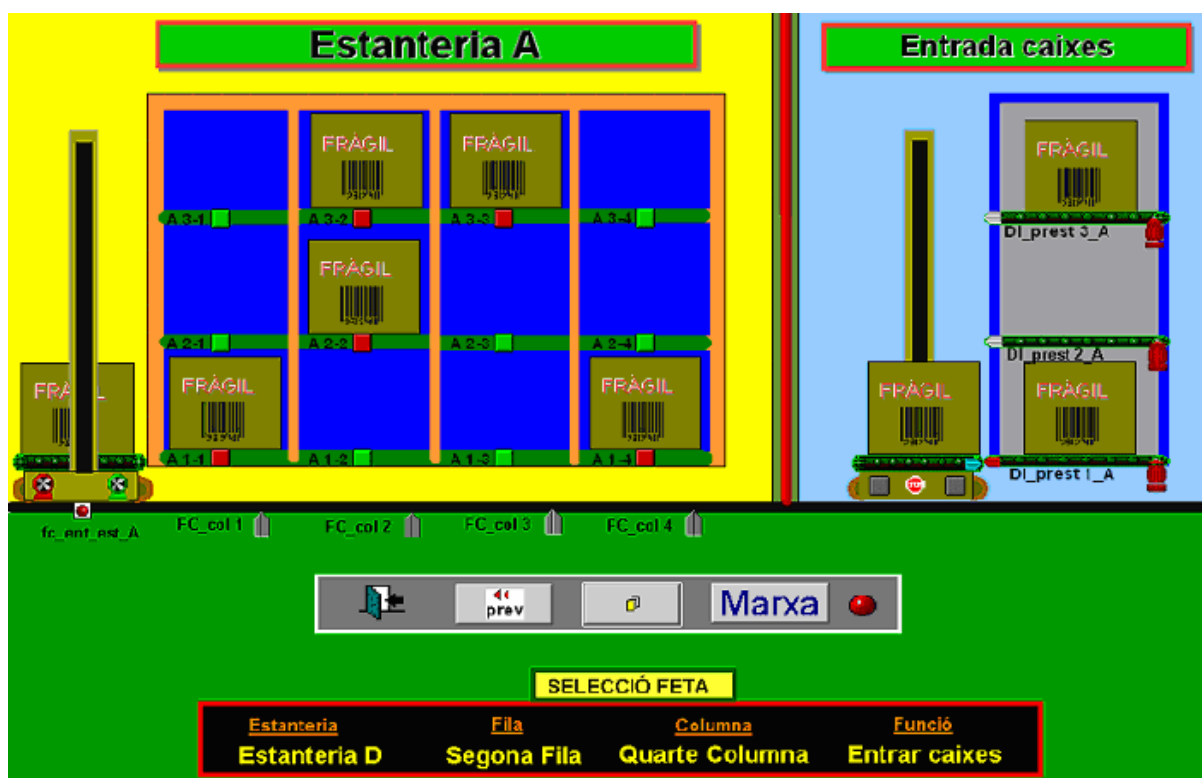 Estanteria A
Entrada caixes
FRÀGIL
FRÀGIL
FRÀGIL
A 3-1
A 3-2
A 3-3
A 3-4
DI_prest 3_A
FRÀGIL
A 2-1
A 2-2
A 2-3
A 2-4
DI_prest 2_A
FRÀGIL
FRÀGIL
FRÀGIL
FRÀGIL
A 1-1
A 1-2
A 1-3
A 1-4
DI_prest 1_A
STOP
fc_ent_est_A
FC_col 1
FC_col 2
FC_col 3
FC_col 4
prev
Marxa
SELECCIÓ FETA
Estanteria Fila Columna Funció
Estanteria D Segona Fila Quarte Columna Entrar caixes